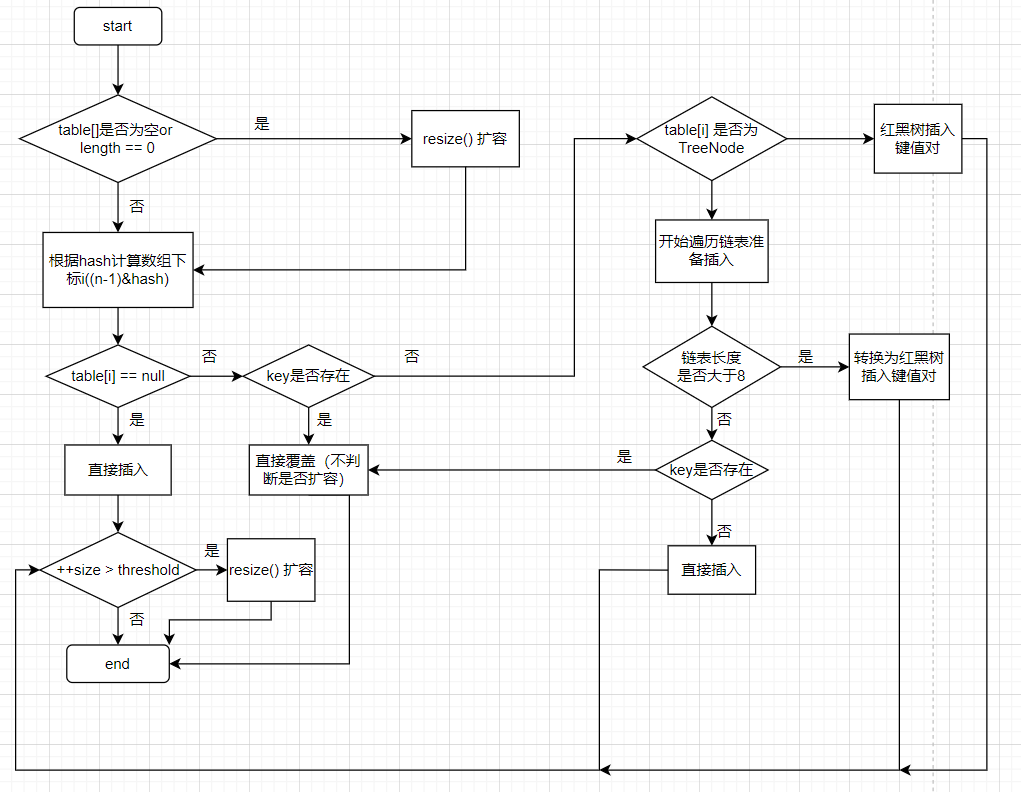 start
table[]是否为空or
length == 0
是
resize() 扩容
否
根据hash计算数组下
标i((n-1)&hash)
table[i] == null
否
key是否存在
否
是
直接插入
是
直接覆盖（不判
断是否扩容）
++size > threshold
是
resize() 扩容
否
end
table[i] 是否为
TreeNode
红黑树插入
键值对
开始遍历链表准
备插入
链表长度
是否大于8
是
转换为红黑树
插入键值对
否
key是否存在
是
否
直接插入